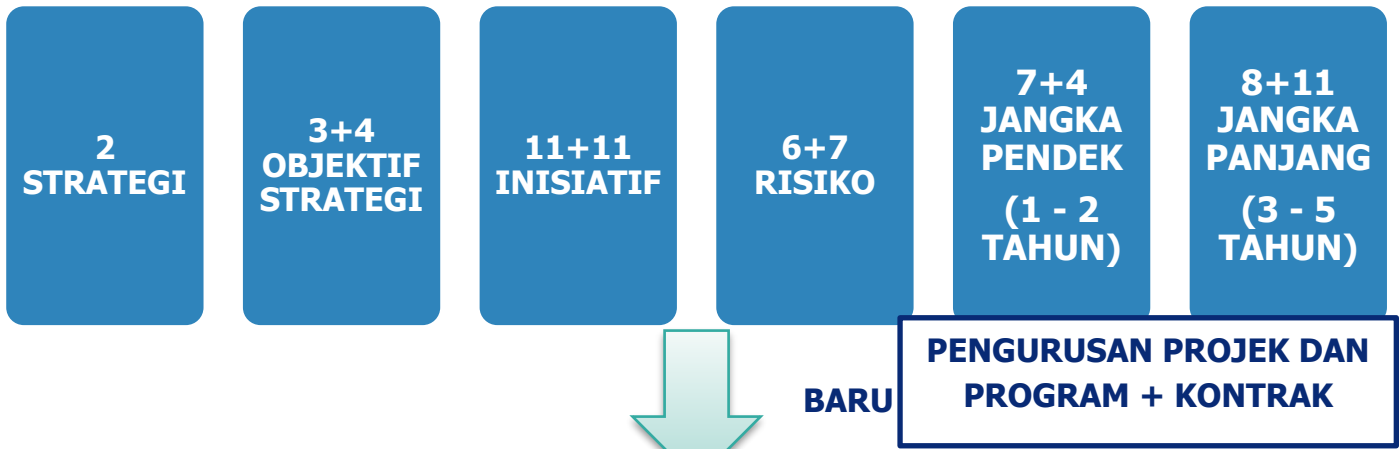 2
STRATEGI
3+4
OBJEKTIF
STRATEGI
11+11
INISIATIF
6+7
RISIKO
7+4
JANGKA
PENDEK
(1 - 2
TAHUN)
8+11
JANGKA
PANJANG
(3 - 5
TAHUN)
BARU
PENGURUSAN PROJEK DAN
PROGRAM + KONTRAK